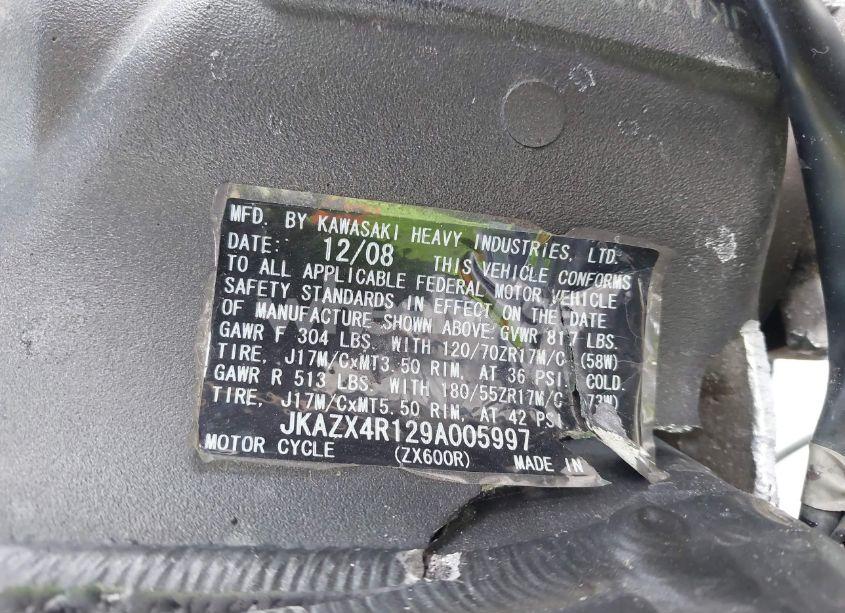 MFD. BY KAWASAKI HEAVY INDUSTRIES, LTD.
DATE: 12/08 THIS VEHICLE CONFORMS
TO ALL APPLICABLE FEDERAL MOTOR VEHICLE
SAFETY STANDARDS IN EFFECT ON THE DATE
OF MANUFACTURE SHOWN ABOVE. GVWR 817 LBS.
GAWR F 304 LBS. WITH 120/70ZR17M/C (58W)
TIRE, J17M/CxMT3.50 RIM, AT 36 PSI COLD.
GAWR R 513 LBS. WITH 180/55ZR17M/C 73W)
TIRE, J17M/CxMT5.50 RIM, AT 42 PSI
JKAZX4R129A005997
MOTOR CYCLE (ZX600R) MADE IN